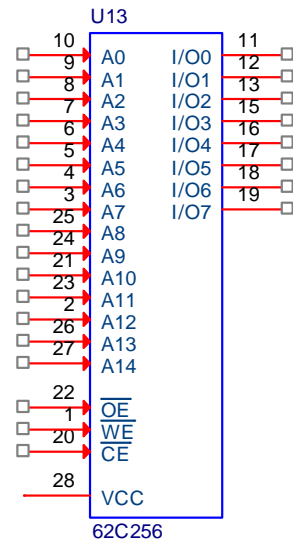 U13
10 A0 I/O0 11
9 A1 I/O1 12
8 A2 I/O2 13
7 A3 I/O3 15
6 A4 I/O4 16
5 A5 I/O5 17
4 A6 I/O6 18
3 A7 I/O7 19
25 A8
24 A9
21 A10
23 A11
2 A12
26 A13
27 A14
22 OE
1 WE
20 CE
28 VCC
62C256